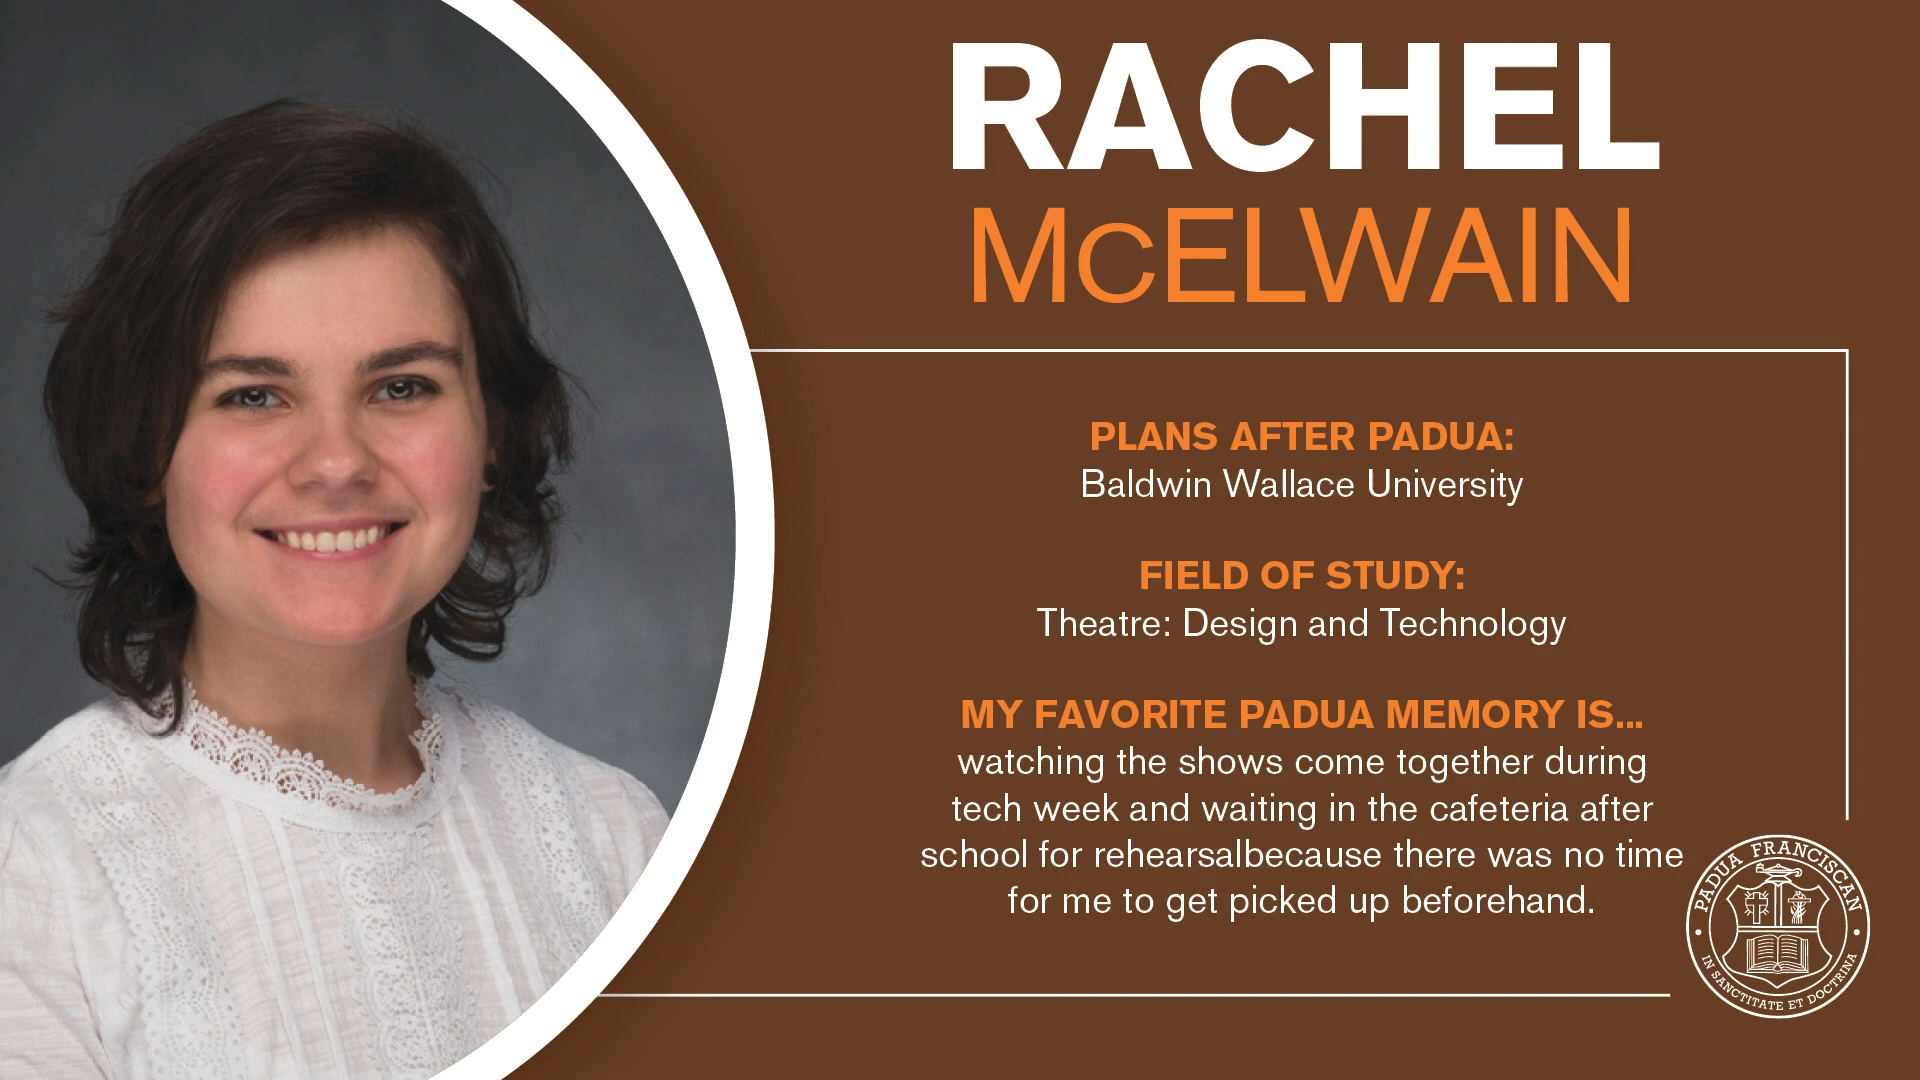 RACHEL
McELWAIN
PLANS AFTER PADUA:
Baldwin Wallace University
FIELD OF STUDY:
Theatre: Design and Technology
MY FAVORITE PADUA MEMORY IS...
watching the shows come together during
tech week and waiting in the cafeteria after
school for rehearsalbecause there was no time
for me to get picked up beforehand.
PADUA FRANCISCAN
IN SANCTITATE ET DOCTRINA